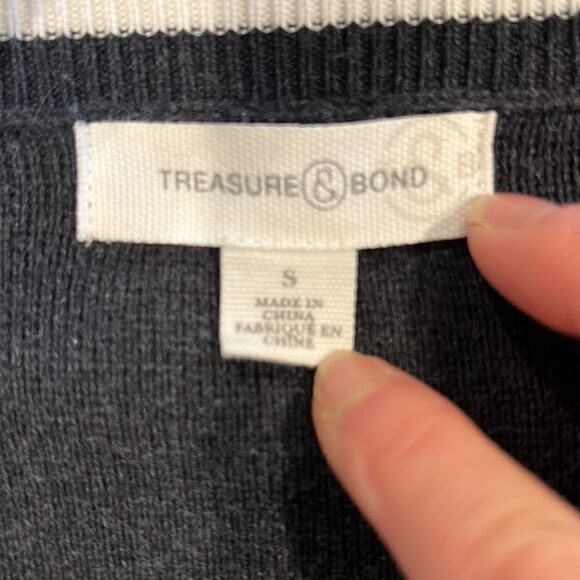 TREASURE & BOND
S
MADE IN
CHINA
FABRIQUÉ EN
CHINE